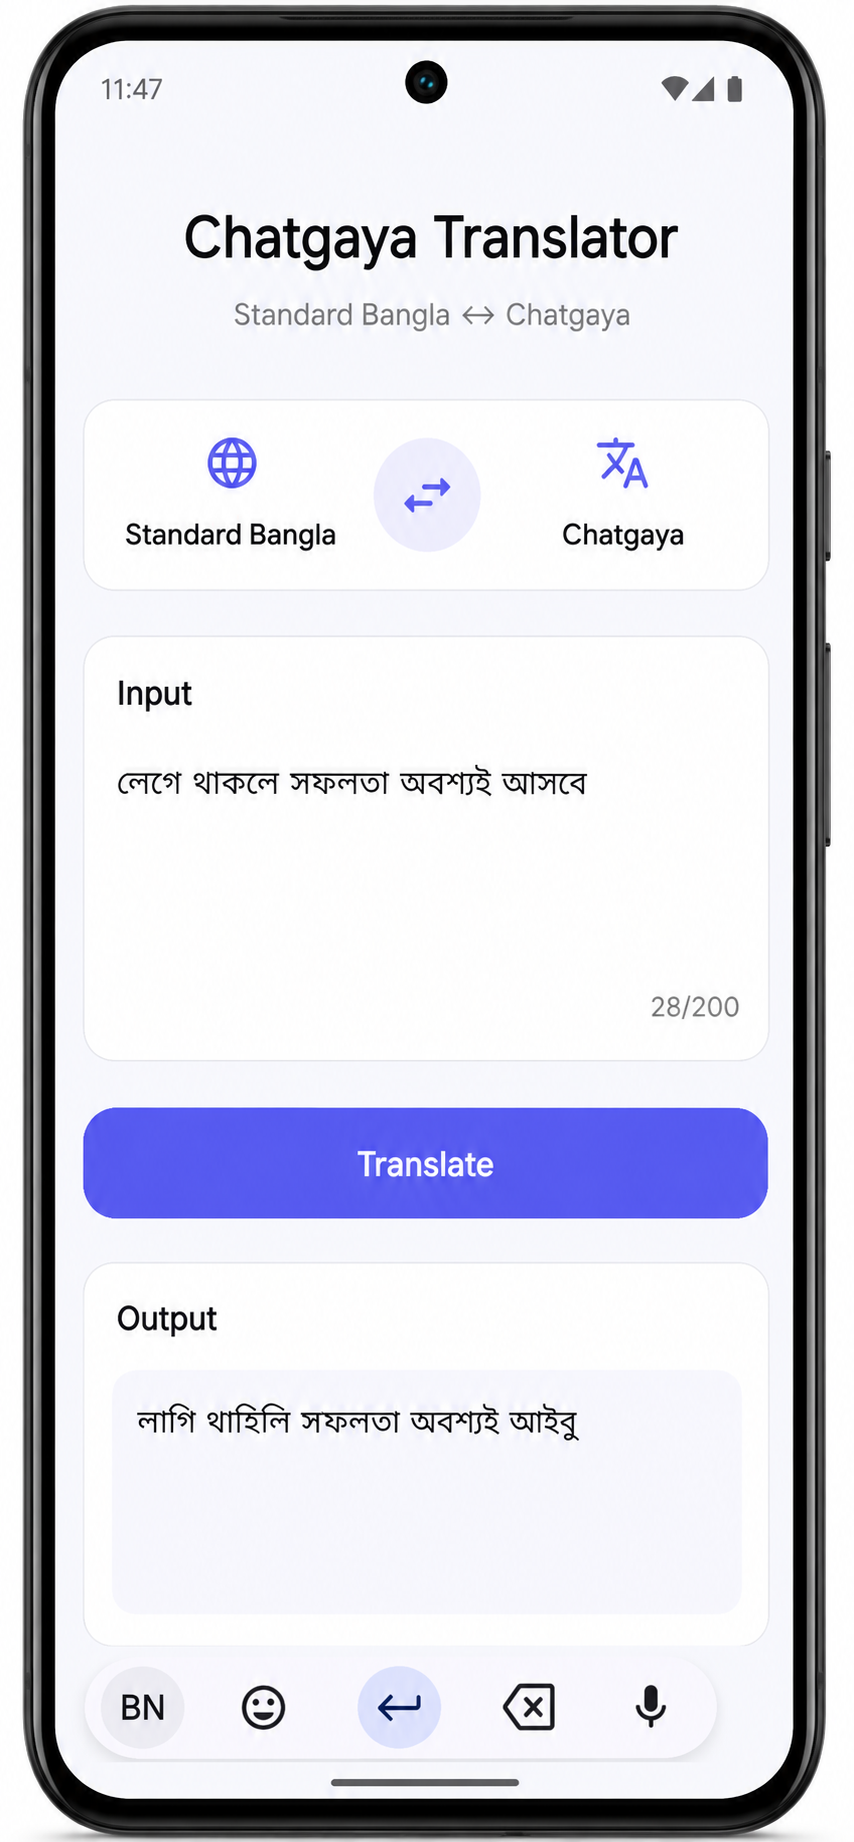 11:47
Chatgaya Translator
Standard Bangla ↔ Chatgaya
Standard Bangla
Chatgaya
Input
লেগে থাকলে সফলতা অবশ্যই আসবে
28/200
Translate
Output
লাগি থাহিলি সফলতা অবশ্যই আইবু
BN